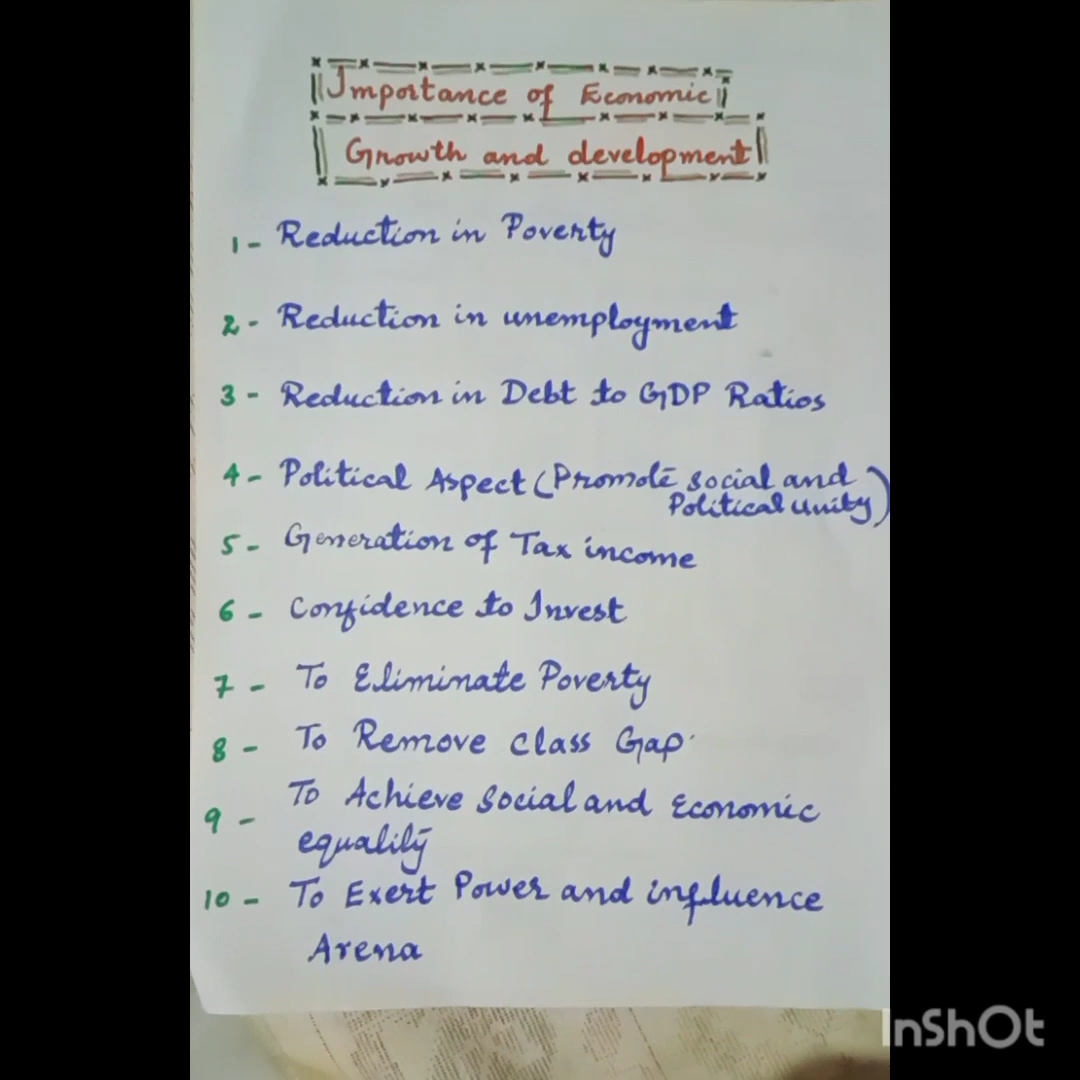 Importance of Economic
Growth and development
1- Reduction in Poverty
2- Reduction in unemployment
3- Reduction in Debt to GDP Ratios
4- Political Aspect (Promote social and
Political unity)
5- Generation of Tax income
6- Confidence to Invest
7- To Eliminate Poverty
8- To Remove class Gap
9- To Achieve social and Economic
equality
10- To Exert Power and influence
Arena
InShOt